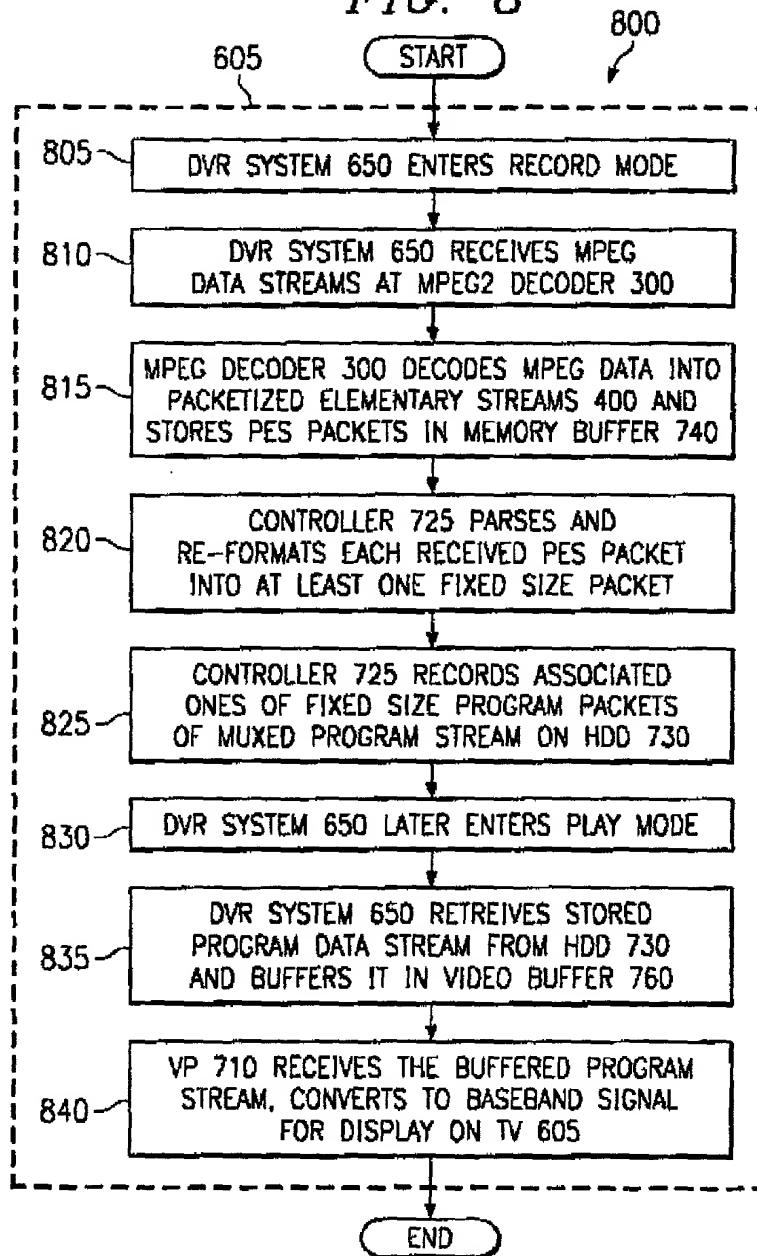 FIG. 8
800
START
605
805
DVR SYSTEM 650 ENTERS RECORD MODE
810
DVR SYSTEM 650 RECEIVES MPEG
DATA STREAMS AT MPEG2 DECODER 300
815
MPEG DECODER 300 DECODES MPEG DATA INTO
PACKETIZED ELEMENTARY STREAMS 400 AND
STORES PES PACKETS IN MEMORY BUFFER 740
820
CONTROLLER 725 PARSES AND
RE-FORMATS EACH RECEIVED PES PACKET
INTO AT LEAST ONE FIXED SIZE PACKET
825
CONTROLLER 725 RECORDS ASSOCIATED
ONES OF FIXED SIZE PROGRAM PACKETS
OF MUXED PROGRAM STREAM ON HDD 730
830
DVR SYSTEM 650 LATER ENTERS PLAY MODE
835
DVR SYSTEM 650 RETREIVES STORED
PROGRAM DATA STREAM FROM HDD 730
AND BUFFERS IT IN VIDEO BUFFER 760
840
VP 710 RECEIVES THE BUFFERED PROGRAM
STREAM, CONVERTS TO BASEBAND SIGNAL
FOR DISPLAY ON TV 605
END